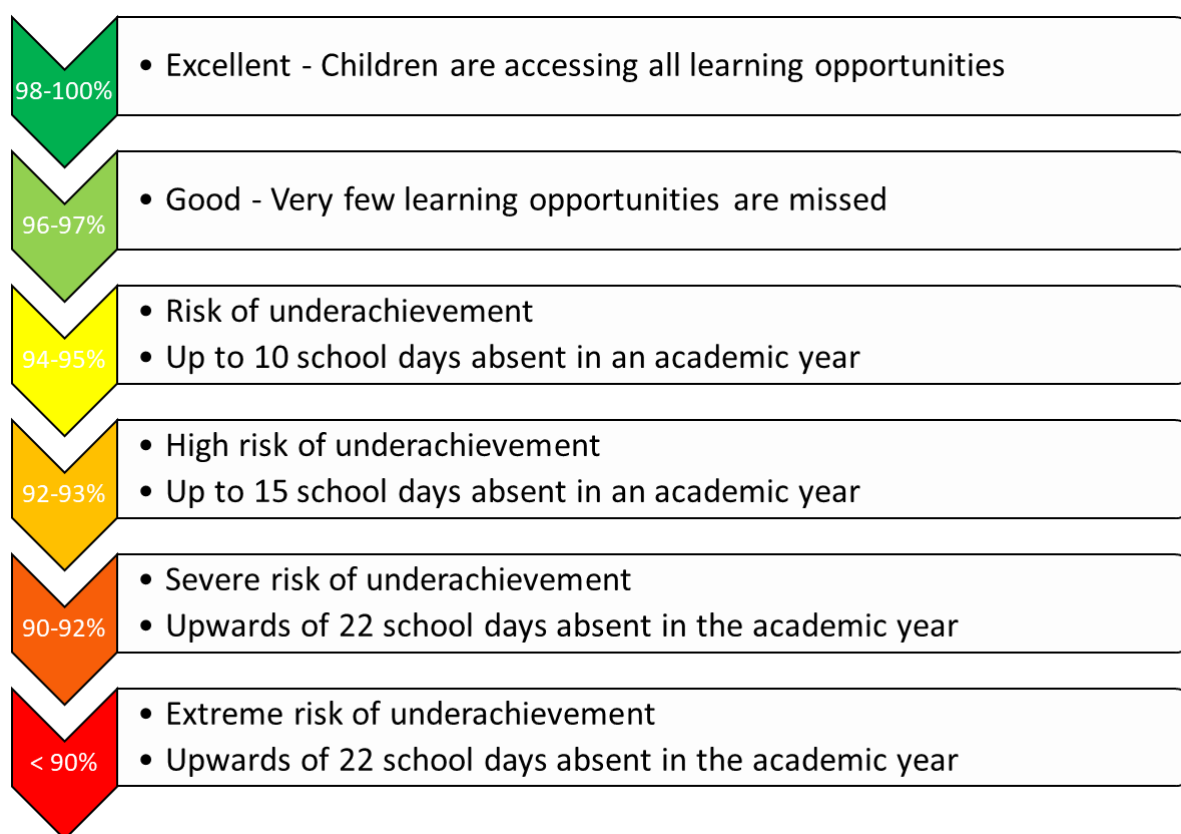 98-100%
• Excellent - Children are accessing all learning opportunities
96-97%
• Good - Very few learning opportunities are missed
94-95%
• Risk of underachievement
• Up to 10 school days absent in an academic year
92-93%
• High risk of underachievement
• Up to 15 school days absent in an academic year
90-92%
• Severe risk of underachievement
• Upwards of 22 school days absent in the academic year
< 90%
• Extreme risk of underachievement
• Upwards of 22 school days absent in the academic year